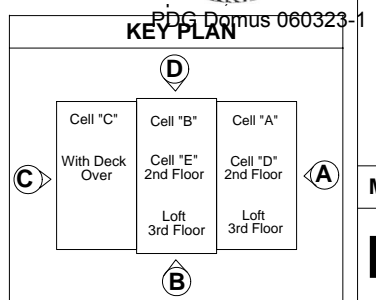 PDG Domus 060323-1
KEY PLAN
D
Cell "C"
With Deck
Over
Cell "B"
Cell "E"
2nd Floor
Loft
3rd Floor
Cell "A"
Cell "D"
2nd Floor
Loft
3rd Floor
C
A
B